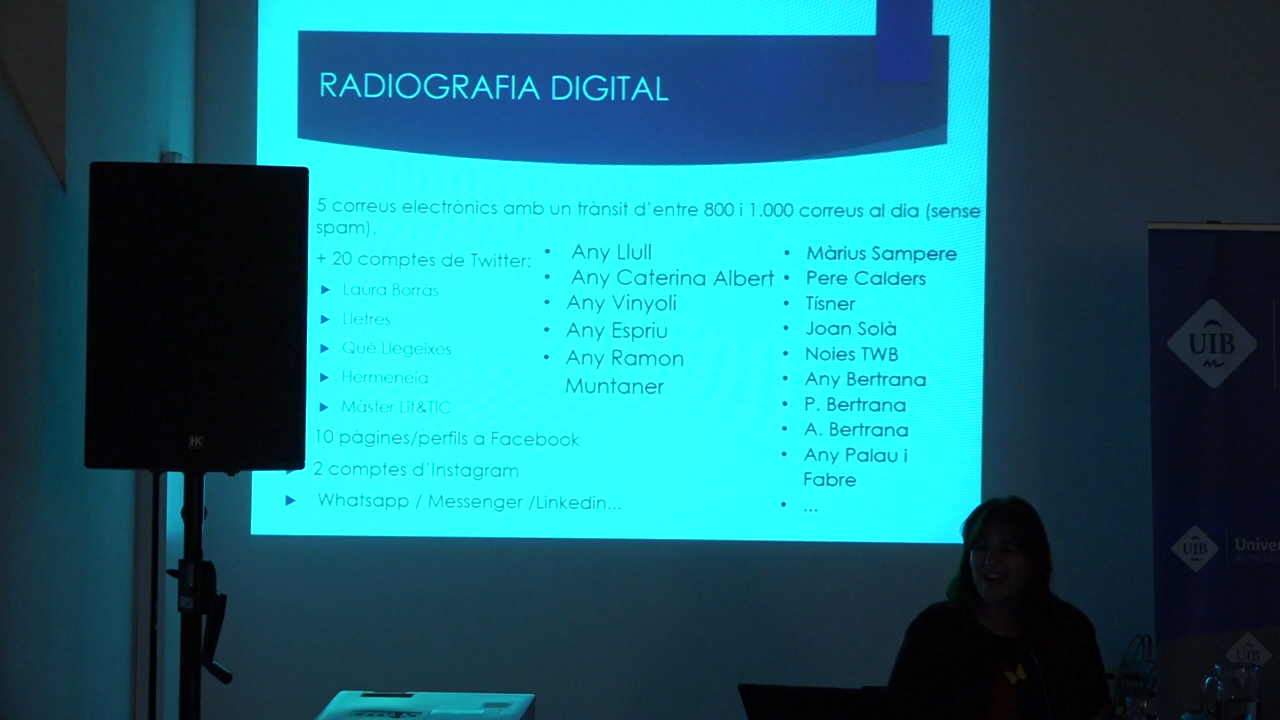 RADIOGRAFIA DIGITAL
5 correus electrònics amb un trànsit d'entre 800 i 1.000 correus al dia (sense
spam).
+ 20 comptes de Twitter:
Laura Borràs
Lletres
Què Llegeixes
Hermeneia
Màster Lit&TIC
10 pàgines/perfils a Facebook
2 comptes d'Instagram
Whatsapp / Messenger /Linkedin...
• Any Llull
• Any Caterina Albert
• Any Vinyoli
• Any Espriu
• Any Ramon
Muntaner
• Màrius Sampere
• Pere Calders
• Tísner
• Joan Solà
• Noies TWB
• Any Bertrana
• P. Bertrana
• A. Bertrana
• Any Palau i
Fabre
• ...
HK
UIB
UIB
Univer
UIB